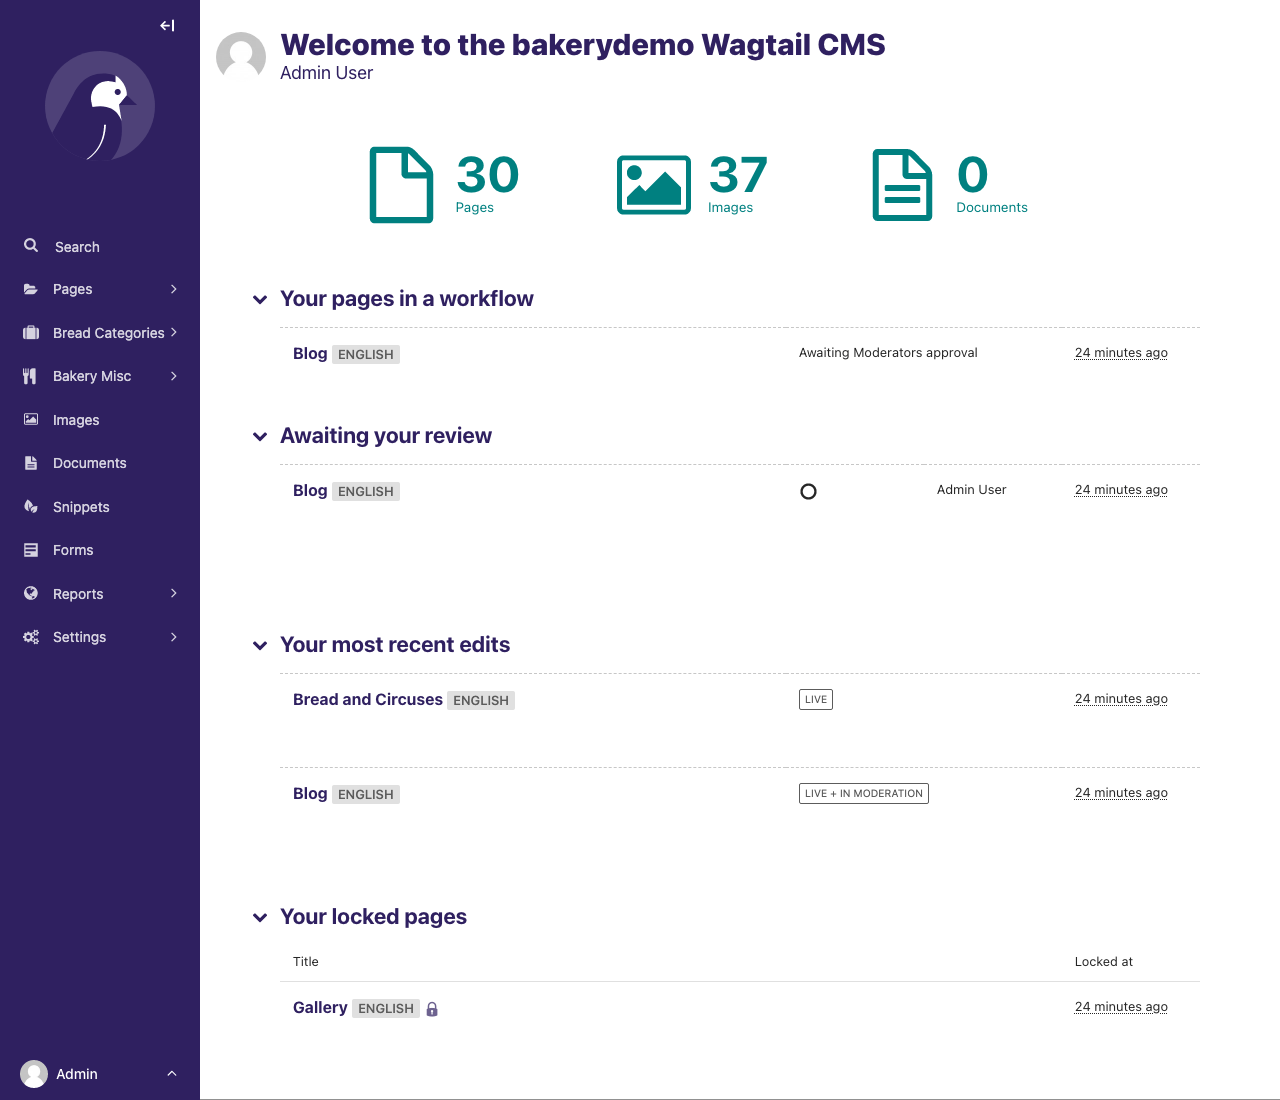 Welcome to the bakerydemo Wagtail CMS
Admin User
30
Pages
37
Images
0
Documents
Search
Pages
Bread Categories
Bakery Misc
Images
Documents
Snippets
Forms
Reports
Settings
Admin
Your pages in a workflow
Blog ENGLISH Awaiting Moderators approval 24 minutes ago
Awaiting your review
Blog ENGLISH Admin User 24 minutes ago
Your most recent edits
Bread and Circuses ENGLISH LIVE 24 minutes ago
Blog ENGLISH LIVE + IN MODERATION 24 minutes ago
Your locked pages
Title Locked at
Gallery ENGLISH 24 minutes ago